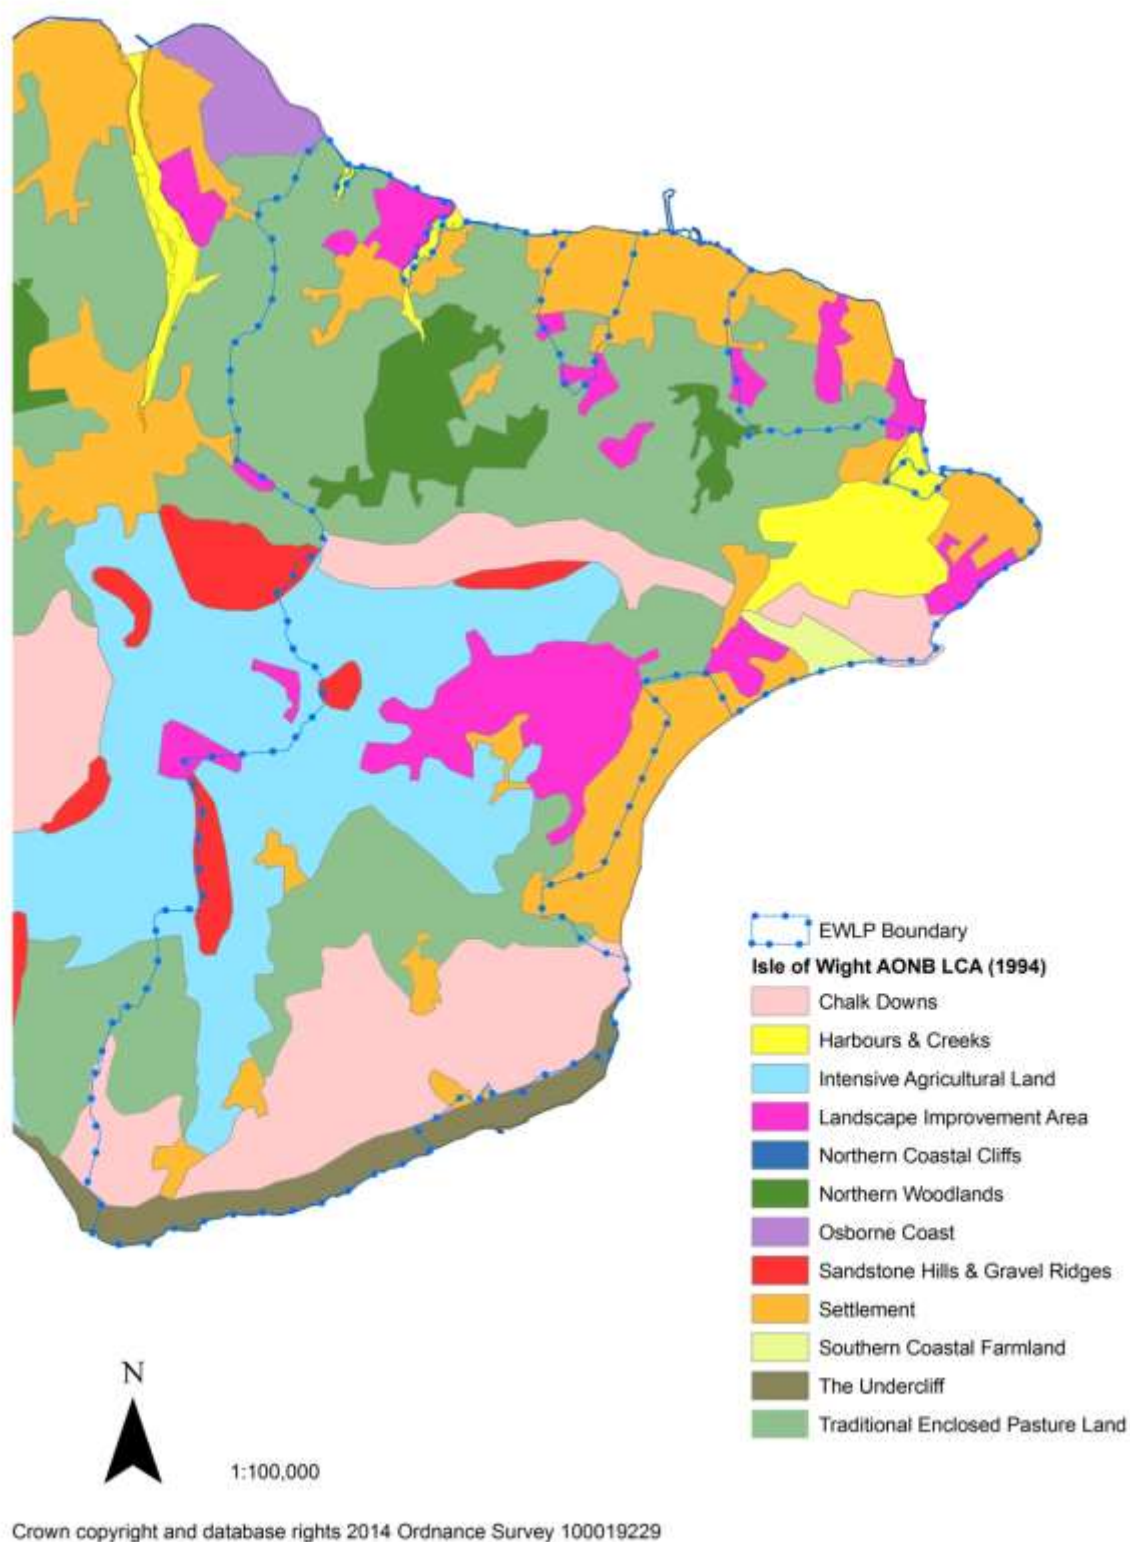 EWLP Boundary
Isle of Wight AONB LCA (1994)
Chalk Downs
Harbours & Creeks
Intensive Agricultural Land
Landscape Improvement Area
Northern Coastal Cliffs
Northern Woodlands
Osborne Coast
Sandstone Hills & Gravel Ridges
Settlement
Southern Coastal Farmland
The Undercliff
Traditional Enclosed Pasture Land
N
1:100,000
Crown copyright and database rights 2014 Ordnance Survey 100019229